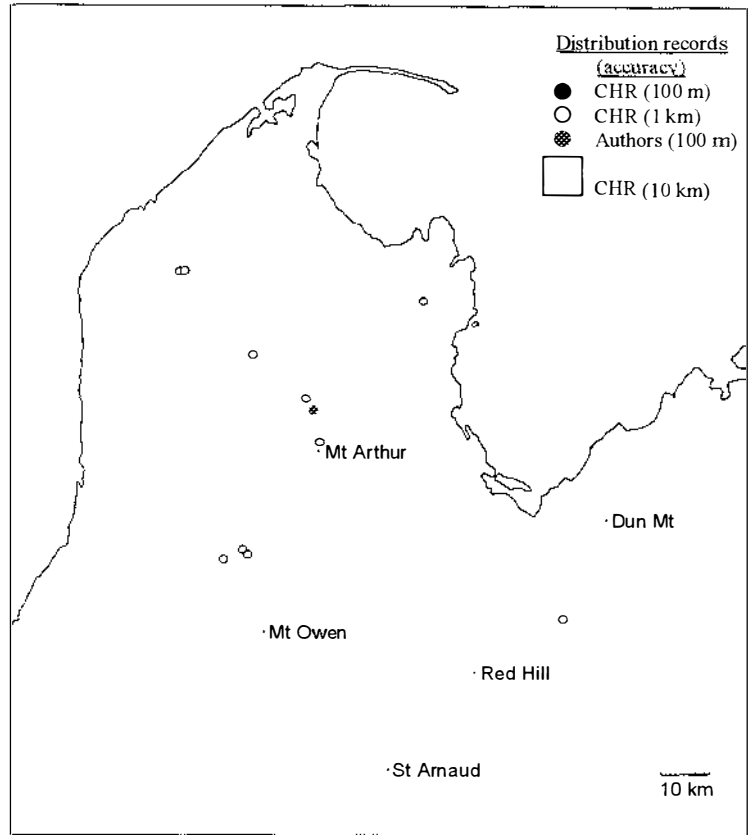 Distribution records
(accuracy)
CHR (100 m)
CHR (1 km)
Authors (100 m)
CHR (10 km)
Mt Arthur
Dun Mt
Mt Owen
Red Hill
St Arnaud
10 km